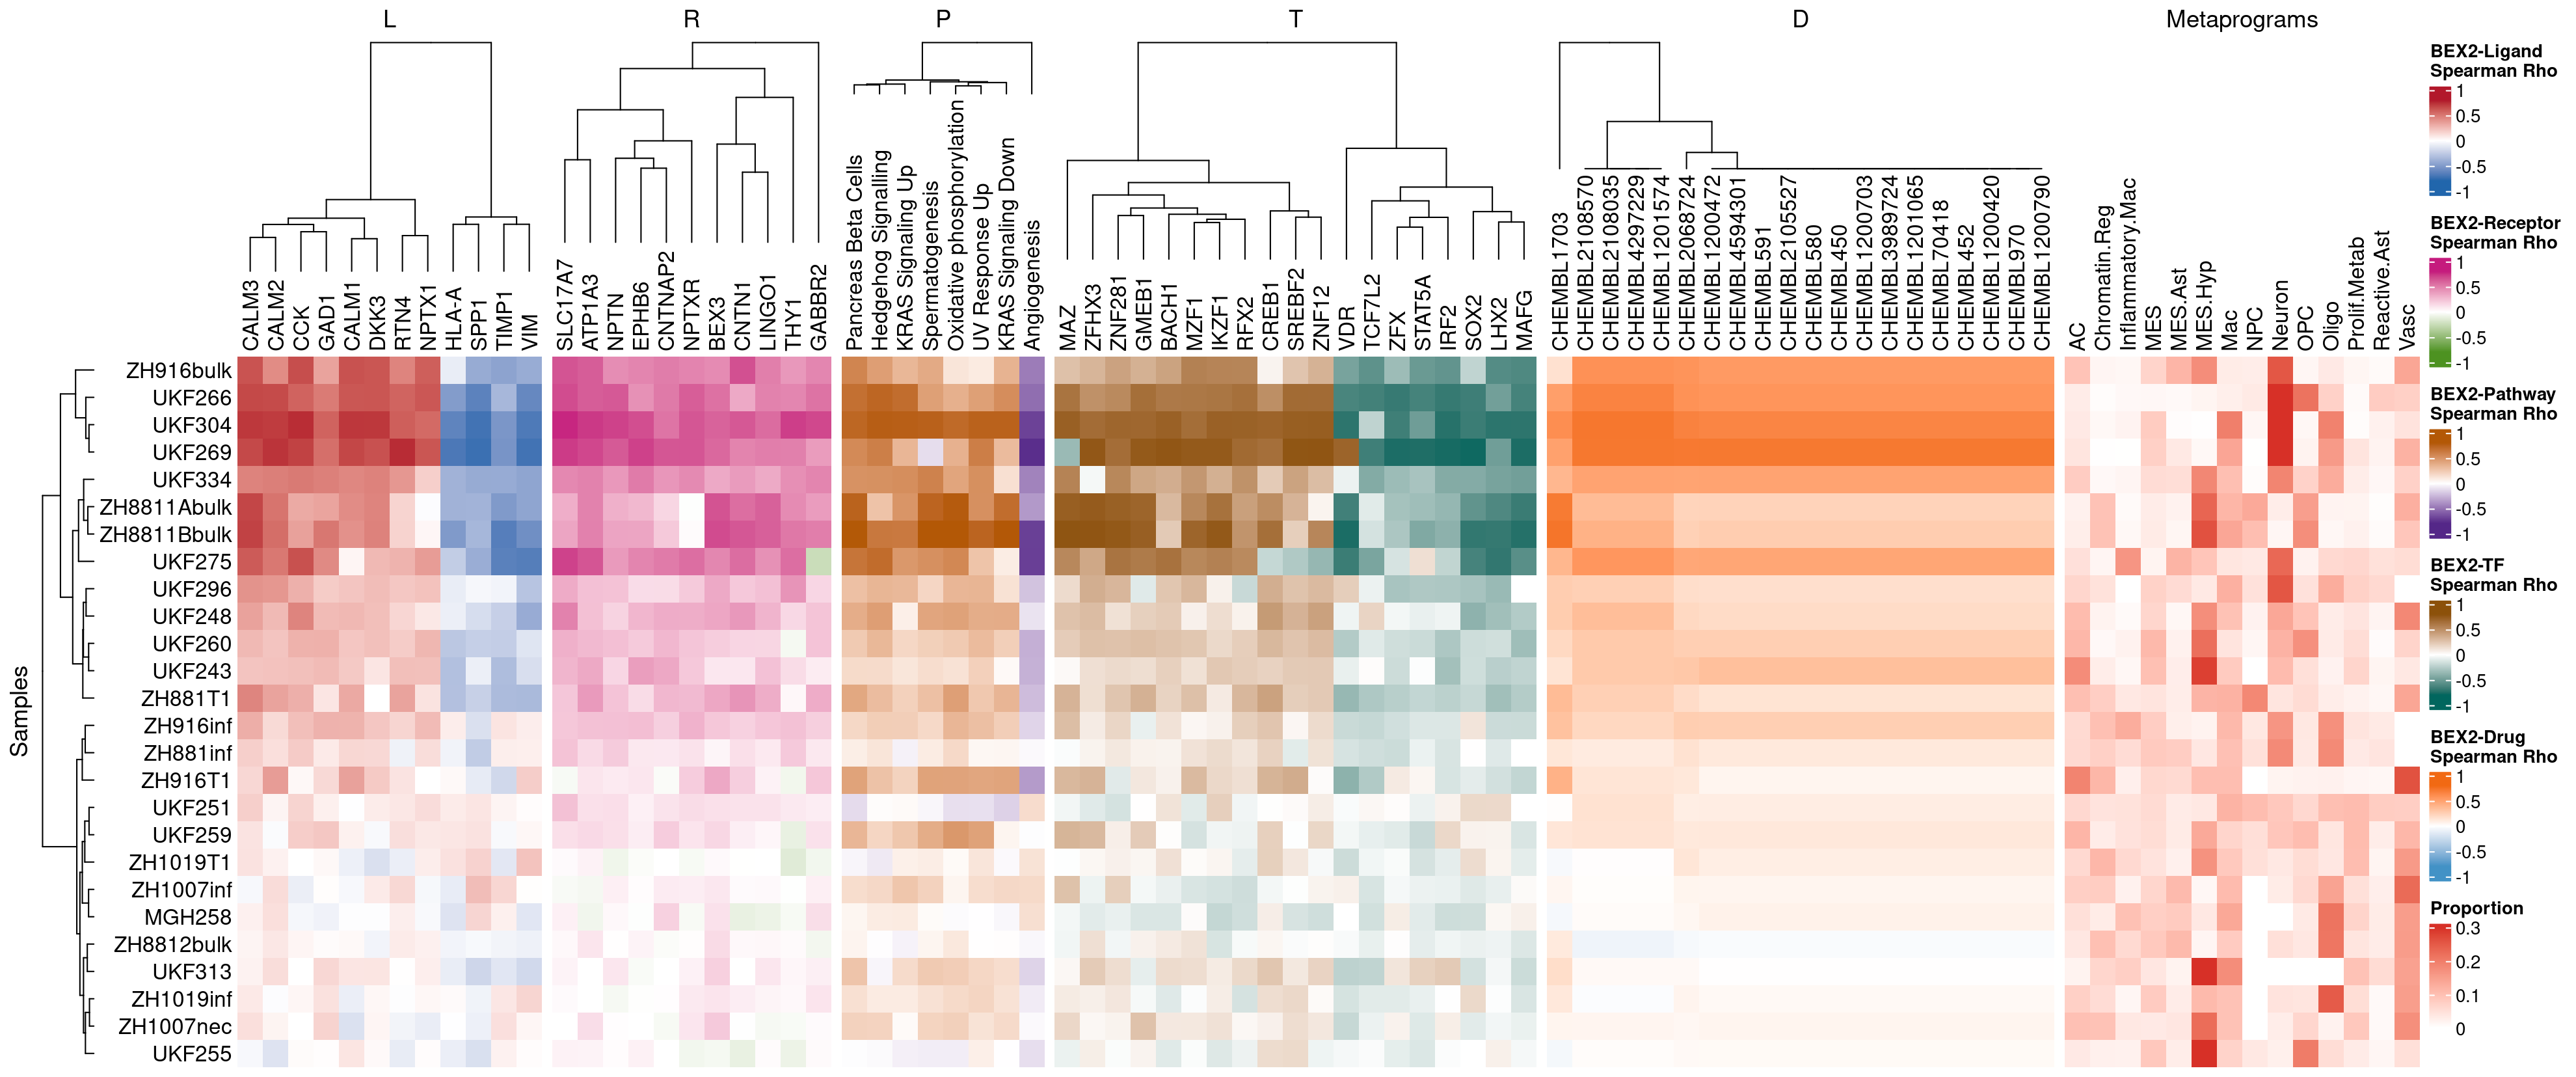 L R P T D Metaprograms
Pancreas Beta Cells
Hedgehog Signalling
KRAS Signaling Up
Spermatogenesis
Oxidative phosphorylation
UV Response Up
KRAS Signaling Down
Angiogenesis
CALM3
CALM2
CCK
GAD1
CALM1
DKK3
RTN4
NPTX1
HLA-A
SPP1
TIMP1
VIM
SLC17A7
ATP1A3
NPTN
EPHB6
CNTNAP2
NPTXR
BEX3
CNTN1
LINGO1
THY1
GABBR2
MAZ
ZFHX3
ZNF281
GMEB1
BACH1
MZF1
IKZF1
RFX2
CREB1
SREBF2
ZNF12
VDR
TCF7L2
ZFX
STAT5A
IRF2
SOX2
LHX2
MAFG
CHEMBL1703
CHEMBL2108570
CHEMBL2108035
CHEMBL4297229
CHEMBL1201574
CHEMBL2068724
CHEMBL1200472
CHEMBL4594301
CHEMBL591
CHEMBL2105527
CHEMBL580
CHEMBL450
CHEMBL1200703
CHEMBL3989724
CHEMBL1201065
CHEMBL70418
CHEMBL452
CHEMBL1200420
CHEMBL970
CHEMBL1200790
AC
Chromatin.Reg
Inflammatory.Mac
MES
MES.Ast
MES.Hyp
Mac
NPC
Neuron
OPC
Oligo
Prolif.Metab
Reactive.Ast
Vasc
Samples
ZH916bulk
UKF266
UKF304
UKF269
UKF334
ZH8811Abulk
ZH8811Bbulk
UKF275
UKF296
UKF248
UKF260
UKF243
ZH881T1
ZH916inf
ZH881inf
ZH916T1
UKF251
UKF259
ZH1019T1
ZH1007inf
MGH258
ZH8812bulk
UKF313
ZH1019inf
ZH1007nec
UKF255
BEX2-Ligand
Spearman Rho
1
0.5
0
-0.5
-1
BEX2-Receptor
Spearman Rho
1
0.5
0
-0.5
-1
BEX2-Pathway
Spearman Rho
1
0.5
0
-0.5
-1
BEX2-TF
Spearman Rho
1
0.5
0
-0.5
-1
BEX2-Drug
Spearman Rho
1
0.5
0
-0.5
-1
Proportion
0.3
0.2
0.1
0